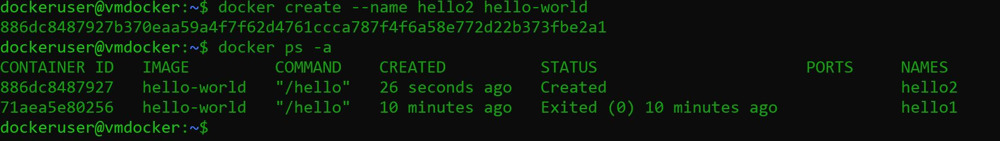 dockeruser@vmdocker:~$ docker create --name hello2 hello-world
886dc8487927b370eaa59a4f7f62d4761ccca787f4f6a58e772d22b373fbe2a1
dockeruser@vmdocker:~$ docker ps -a
CONTAINER ID   IMAGE         COMMAND    CREATED          STATUS                      PORTS     NAMES
886dc8487927   hello-world   "/hello"   26 seconds ago   Created                               hello2
71aea5e80256   hello-world   "/hello"   10 minutes ago   Exited (0) 10 minutes ago             hello1
dockeruser@vmdocker:~$